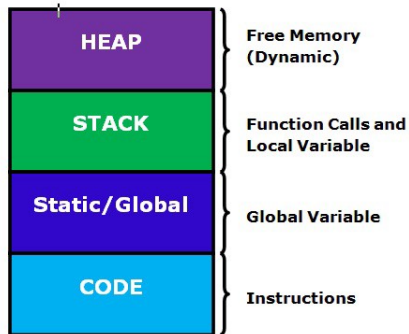 HEAP
Free Memory
(Dynamic)
STACK
Function Calls and
Local Variable
Static/Global
Global Variable
CODE
Instructions